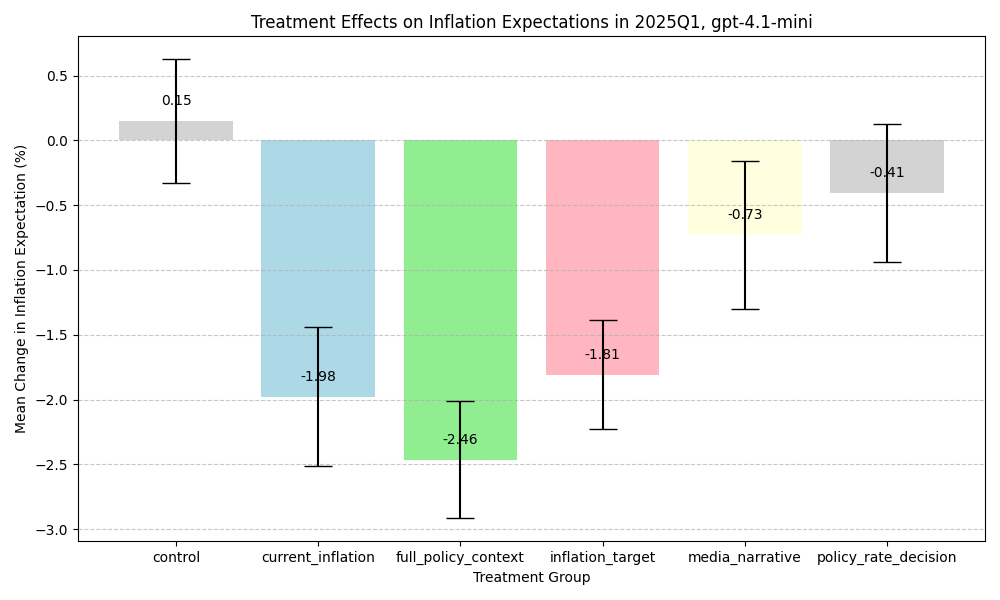 Treatment Effects on Inflation Expectations in 2025Q1, gpt-4.1-mini
Mean Change in Inflation Expectation (%)
0.5
0.0
−0.5
−1.0
−1.5
−2.0
−2.5
−3.0
0.15
-1.98
-2.46
-1.81
-0.73
-0.41
control
current_inflation
full_policy_context
inflation_target
media_narrative
policy_rate_decision
Treatment Group